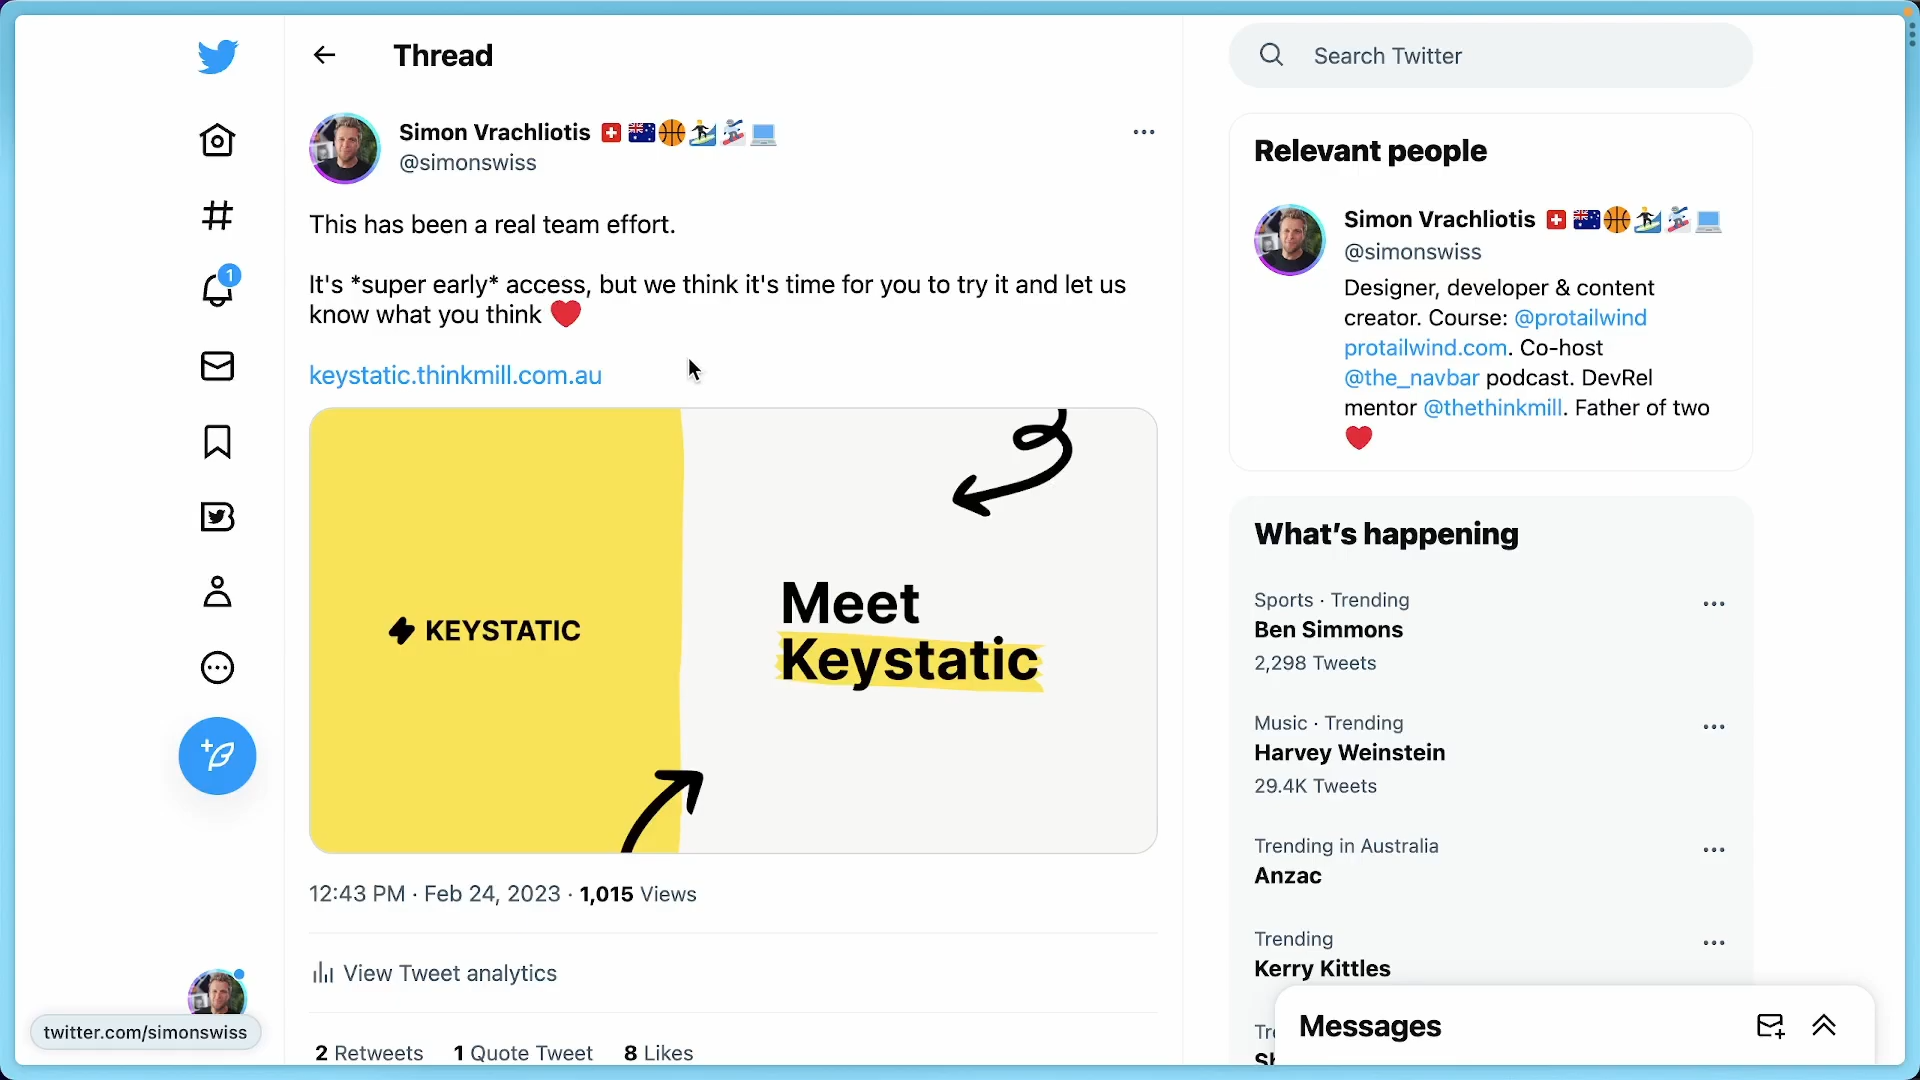 Thread
Search Twitter
Simon Vrachliotis
@simonswiss
This has been a real team effort.
It's *super early* access, but we think it's time for you to try it and let us
know what you think
keystatic.thinkmill.com.au
KEYSTATIC
Meet
Keystatic
12:43 PM · Feb 24, 2023 · 1,015 Views
View Tweet analytics
2 Retweets 1 Quote Tweet 8 Likes
1
twitter.com/simonswiss
Relevant people
Simon Vrachliotis
@simonswiss
Designer, developer & content
creator. Course: @protailwind
protailwind.com. Co-host
@the_navbar podcast. DevRel
mentor @thethinkmill. Father of two
What's happening
Sports · Trending
Ben Simmons
2,298 Tweets
Music · Trending
Harvey Weinstein
29.4K Tweets
Trending in Australia
Anzac
Trending
Kerry Kittles
Messages